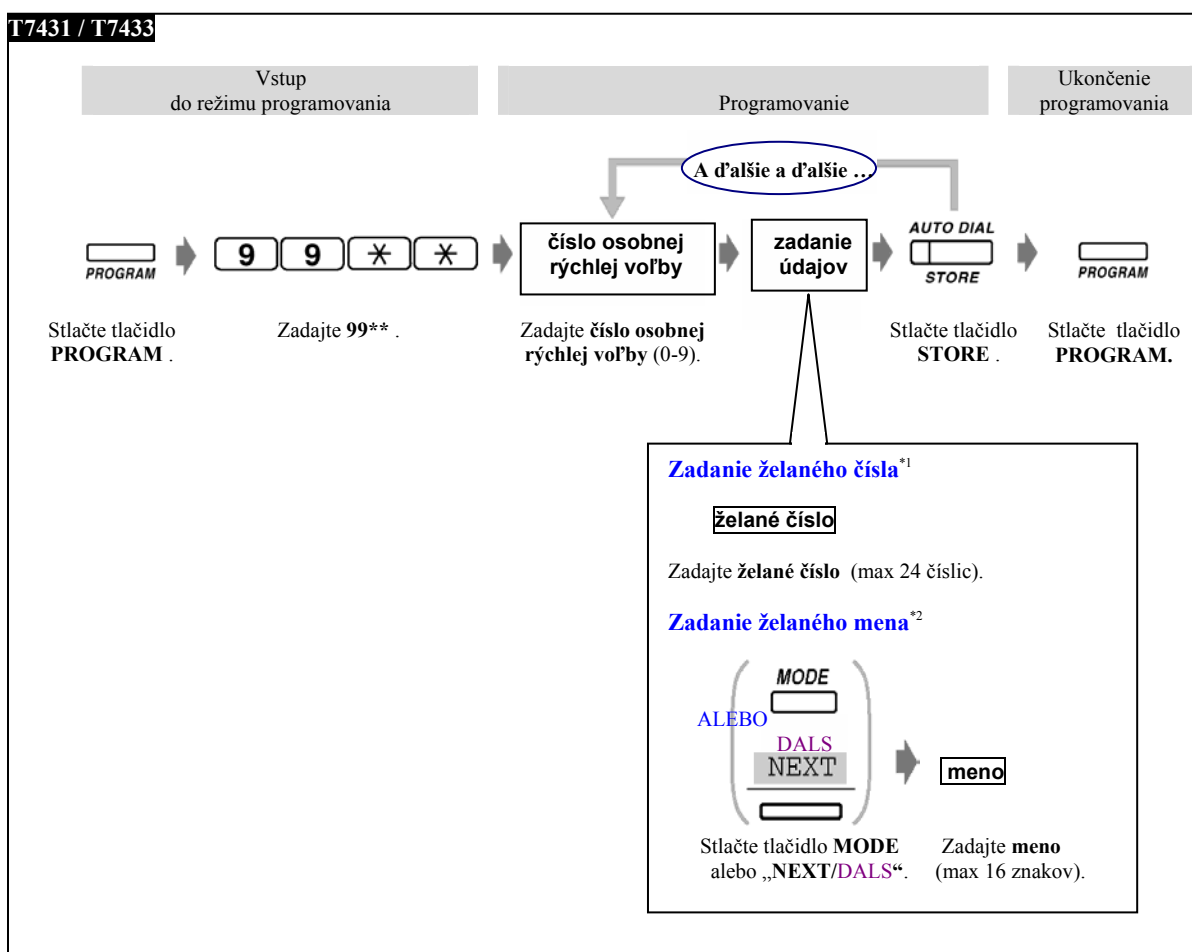 T7431 / T7433
Vstup
do režimu programovania
Programovanie
Ukončenie
programovania
A ďalšie a ďalšie …
PROGRAM
9 9 * *
číslo osobnej
rýchlej voľby
zadanie
údajov
AUTO DIAL
STORE
PROGRAM
Stlačte tlačidlo
PROGRAM .
Zadajte 99** .
Zadajte číslo osobnej
rýchlej voľby (0-9).
Stlačte tlačidlo
STORE .
Stlačte tlačidlo
PROGRAM.
Zadanie želaného čísla*1
želané číslo
Zadajte želané číslo (max 24 číslic).
Zadanie želaného mena*2
MODE
ALEBO
DALS
NEXT
meno
Stlačte tlačidlo MODE
alebo „NEXT/DALS“.
Zadajte meno
(max 16 znakov).